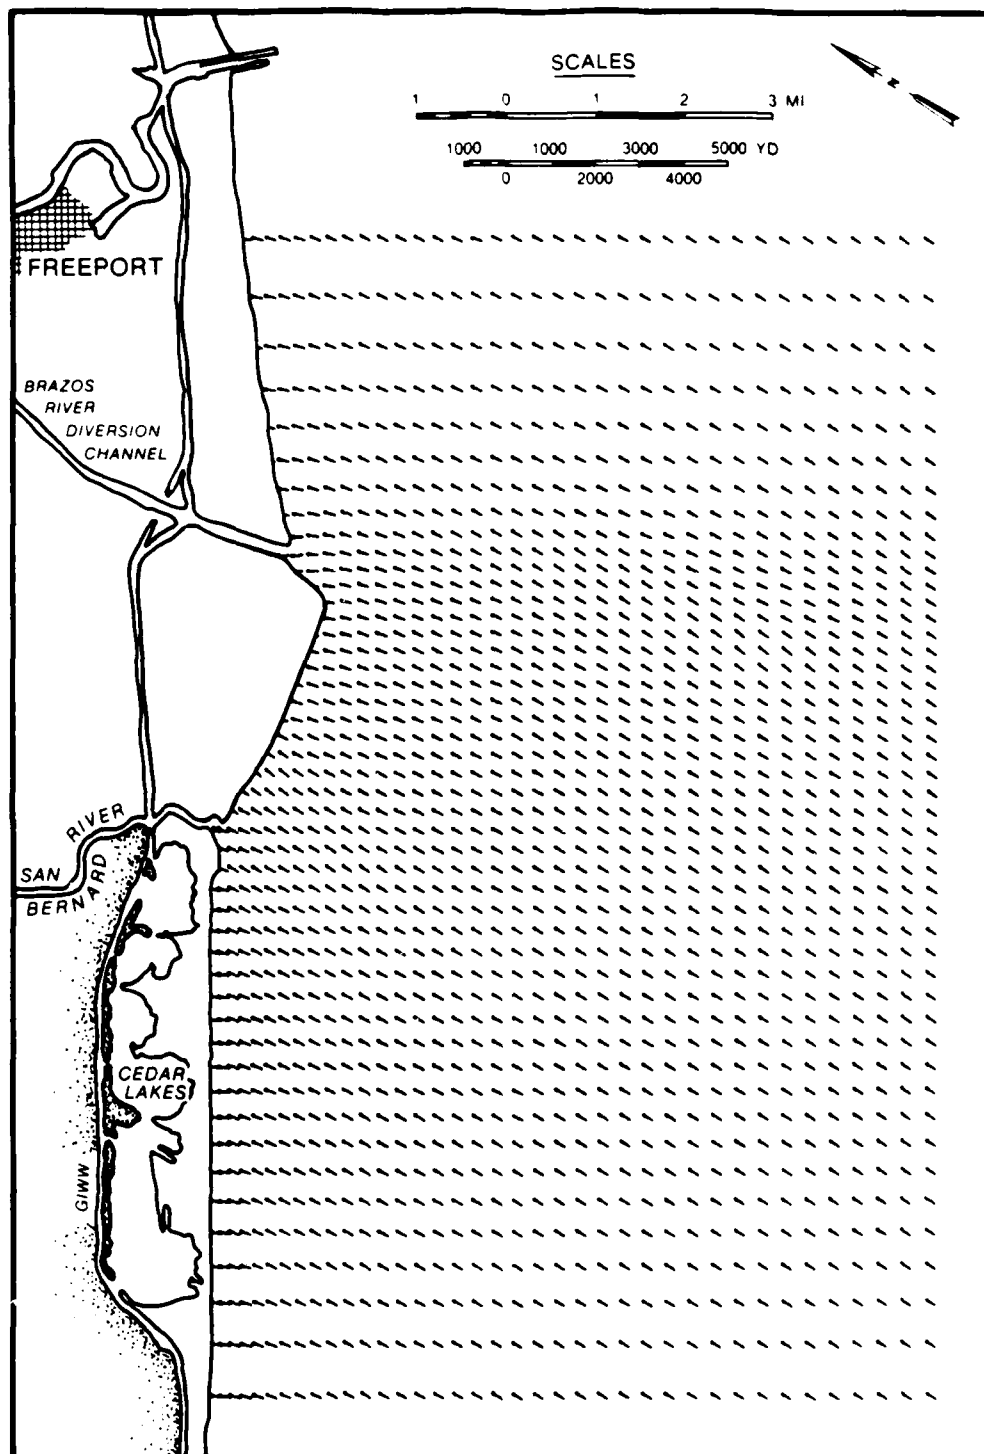 SCALES
1 0 1 2 3 MI
1000 1000 3000 5000 YD
0 2000 4000
N
FREEPORT
BRAZOS
RIVER
DIVERSION
CHANNEL
SAN
BERNARD
RIVER
CEDAR
LAKES
GIWW